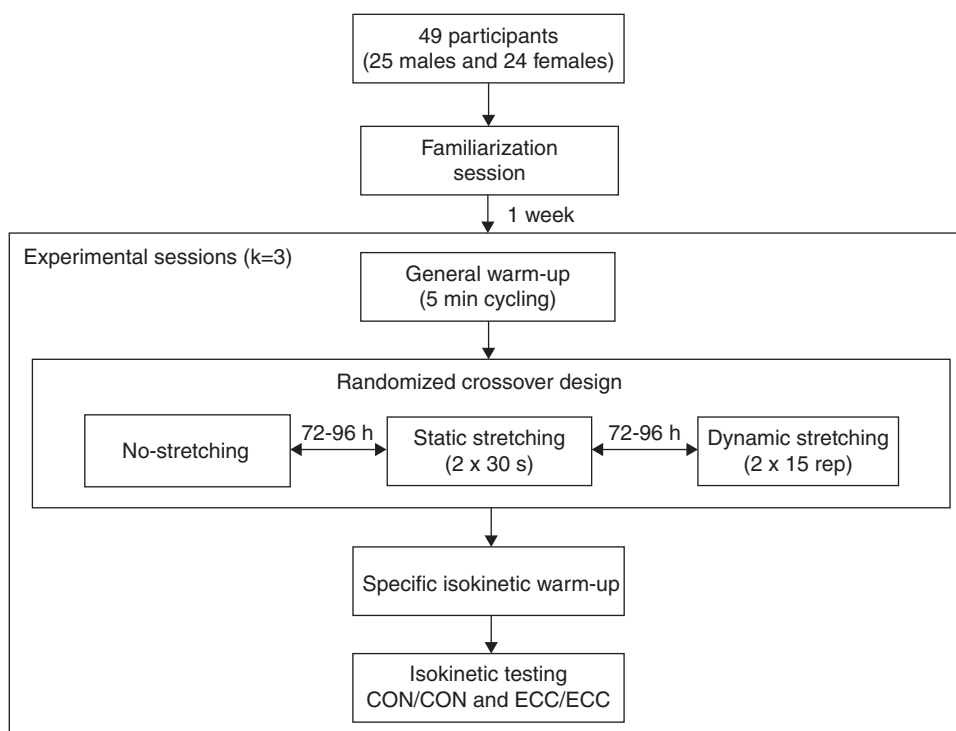 49 participants
(25 males and 24 females)
Familiarization
session
1 week
Experimental sessions (k=3)
General warm-up
(5 min cycling)
Randomized crossover design
No-stretching
72-96 h
Static stretching
(2 x 30 s)
72-96 h
Dynamic stretching
(2 x 15 rep)
Specific isokinetic warm-up
Isokinetic testing
CON/CON and ECC/ECC